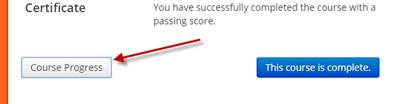 Certificate
You have successfully completed the course with a
passing score.
Course Progress
This course is complete.